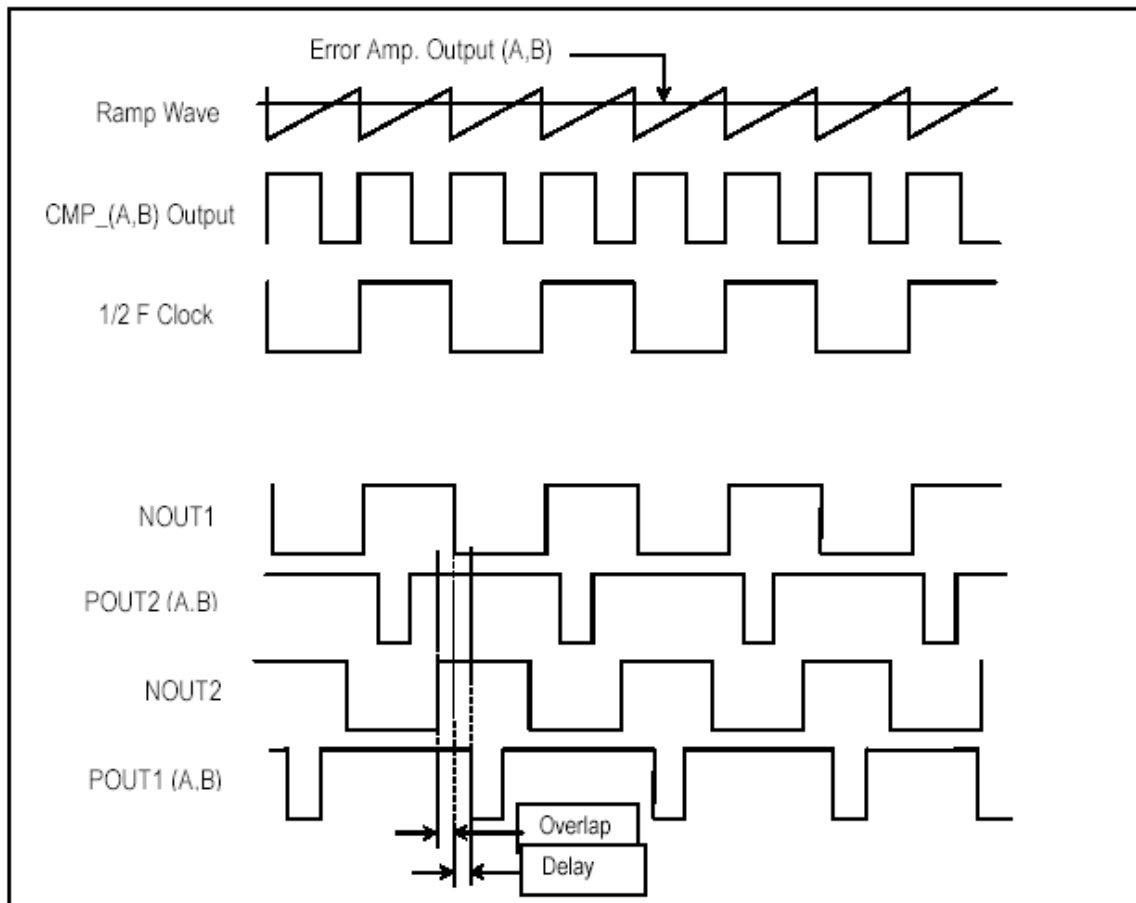 Error Amp. Output (A,B)
Ramp Wave
CMP_(A,B) Output
1/2 F Clock
NOUT1
POUT2 (A.B)
NOUT2
POUT1 (A,B)
Overlap
Delay